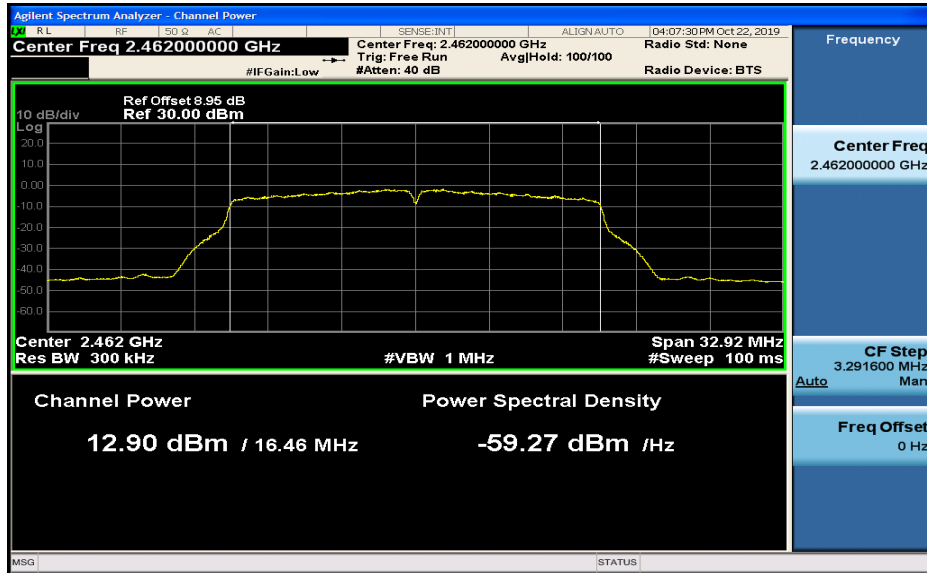 Agilent Spectrum Analyzer - Channel Power
LXI RL RF 50 Ω AC SENSE:INT ALIGN AUTO 04:07:30 PM Oct 22, 2019
Center Freq 2.462000000 GHz
Center Freq: 2.462000000 GHz
Radio Std: None
Trig: Free Run Avg|Hold: 100/100
#IFGain:Low
#Atten: 40 dB
Radio Device: BTS
Frequency
Ref Offset 8.95 dB
10 dB/div Ref 30.00 dBm
Log
20.0
10.0
0.00
-10.0
-20.0
-30.0
-40.0
-50.0
-60.0
Center Freq
2.462000000 GHz
Center 2.462 GHz Span 32.92 MHz
Res BW 300 kHz #VBW 1 MHz #Sweep 100 ms
CF Step
3.291600 MHz
Auto Man
Channel Power Power Spectral Density
12.90 dBm / 16.46 MHz -59.27 dBm /Hz
Freq Offset
0 Hz
MSG STATUS